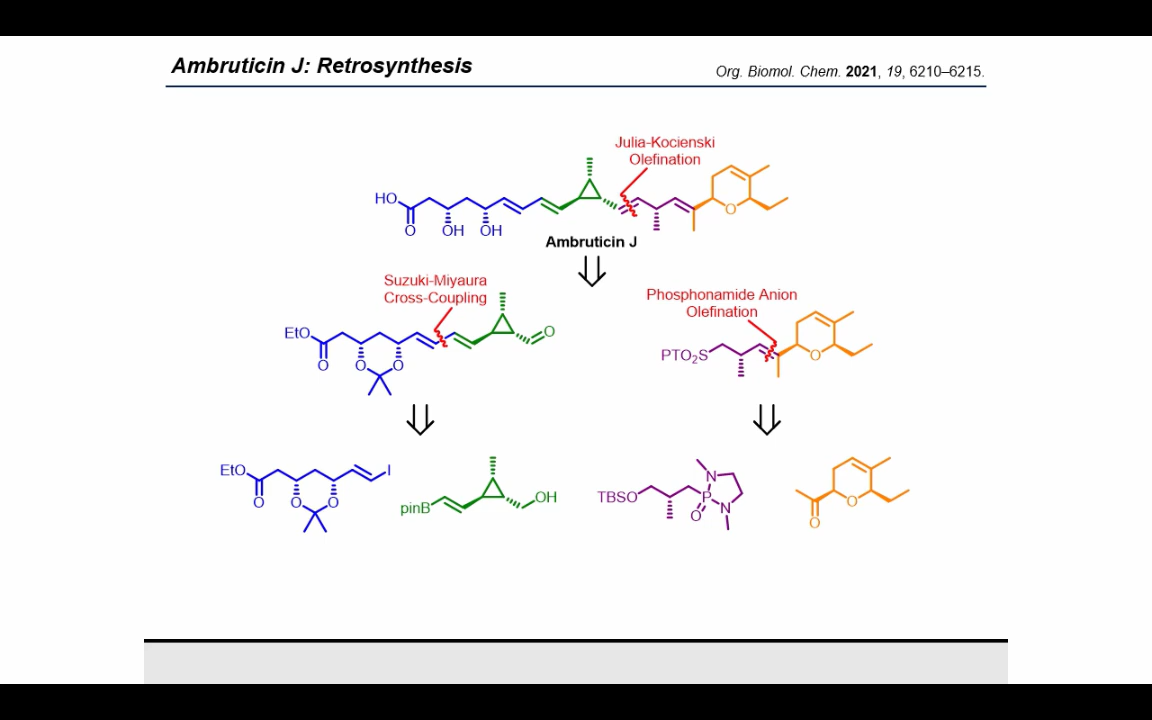 Ambruticin J: Retrosynthesis
Org. Biomol. Chem. 2021, 19, 6210–6215.
Julia-Kocienski
Olefination
HO
O
OH
OH
O
Ambruticin J
Suzuki-Miyaura
Cross-Coupling
EtO
O
O
O
O
Phosphonamide Anion
Olefination
PTO2S
O
EtO
O
O
O
I
pinB
OH
TBSO
N
P
O
N
O
O